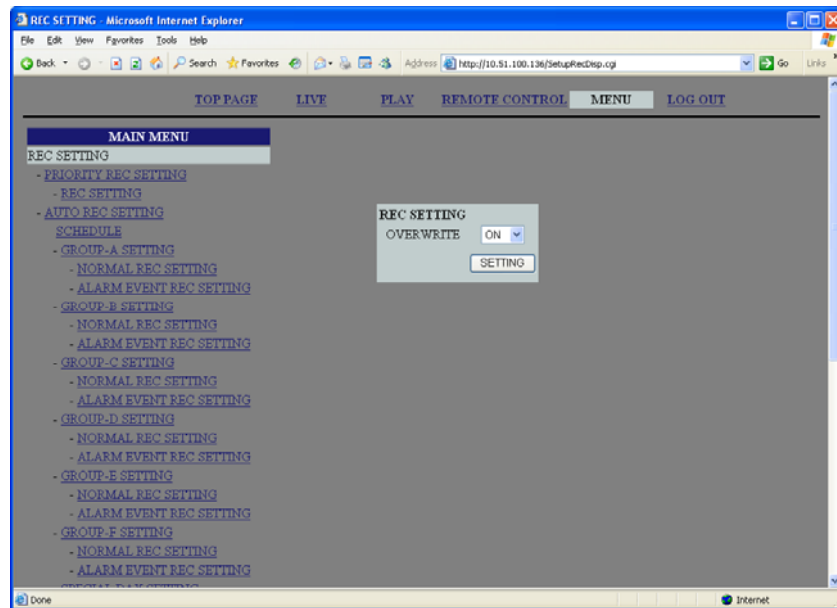 REC SETTING - Microsoft Internet Explorer
File Edit View Favorites Tools Help
Back Search Favorites Address http://10.51.100.136/SetupRecDisp.cgi Go Links
TOP PAGE LIVE PLAY REMOTE CONTROL MENU LOG OUT
MAIN MENU
REC SETTING
- PRIORITY REC SETTING
- REC SETTING
- AUTO REC SETTING
SCHEDULE
- GROUP-A SETTING
- NORMAL REC SETTING
- ALARM EVENT REC SETTING
- GROUP-B SETTING
- NORMAL REC SETTING
- ALARM EVENT REC SETTING
- GROUP-C SETTING
- NORMAL REC SETTING
- ALARM EVENT REC SETTING
- GROUP-D SETTING
- NORMAL REC SETTING
- ALARM EVENT REC SETTING
- GROUP-E SETTING
- NORMAL REC SETTING
- ALARM EVENT REC SETTING
- GROUP-F SETTING
- NORMAL REC SETTING
- ALARM EVENT REC SETTING
- SPECIAL DAY SETTING
REC SETTING
OVERWRITE ON
SETTING
Done Internet